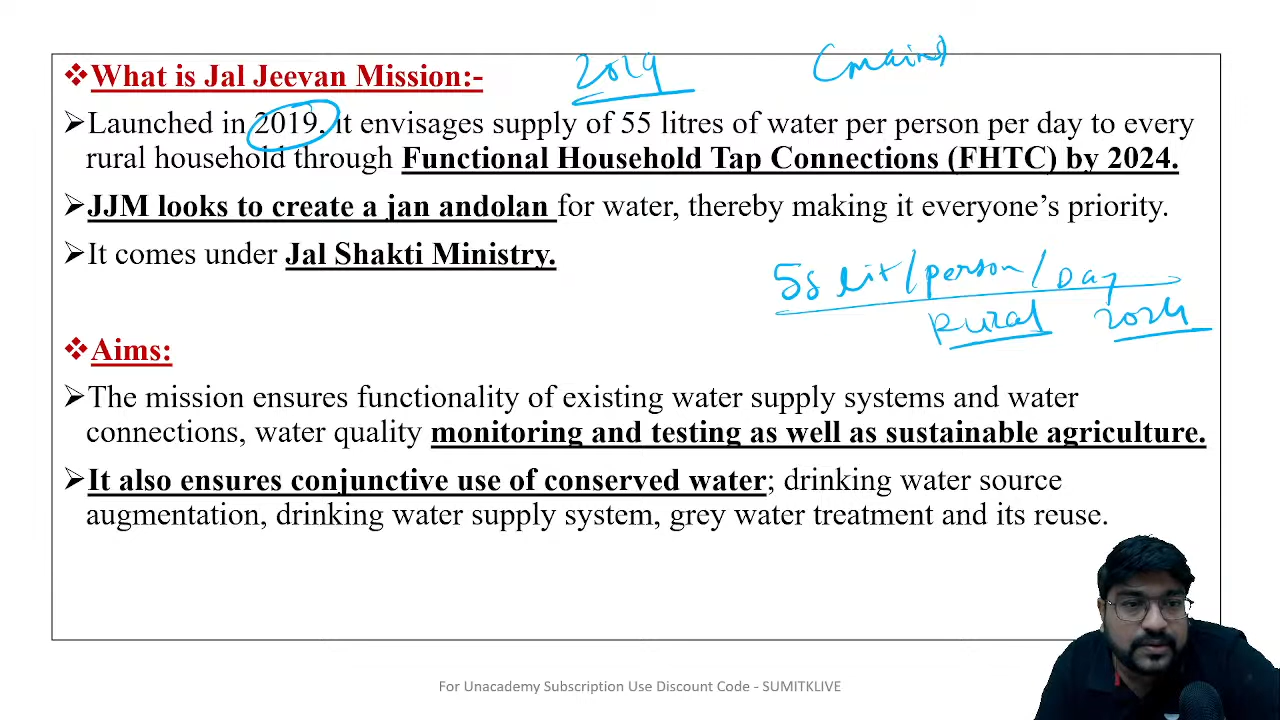 2019 (mains)
❖What is Jal Jeevan Mission:-
➢Launched in 2019, it envisages supply of 55 litres of water per person per day to every
rural household through Functional Household Tap Connections (FHTC) by 2024.
➢JJM looks to create a jan andolan for water, thereby making it everyone’s priority.
➢It comes under Jal Shakti Ministry.
55 lit/person/Day
Rural 2024
❖Aims:
➢The mission ensures functionality of existing water supply systems and water
connections, water quality monitoring and testing as well as sustainable agriculture.
➢It also ensures conjunctive use of conserved water; drinking water source
augmentation, drinking water supply system, grey water treatment and its reuse.
For Unacademy Subscription Use Discount Code - SUMITKLIVE